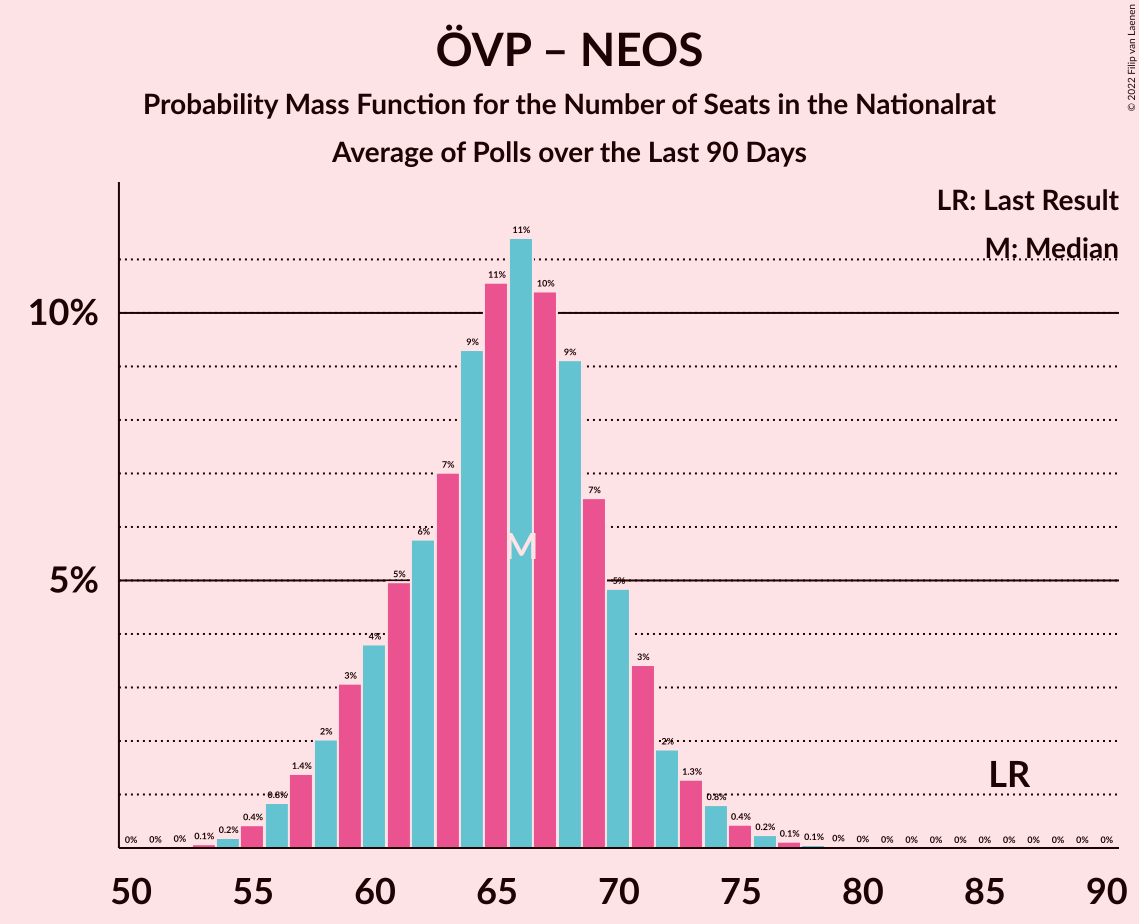 © 2022 Filip van Laenen
ÖVP – NEOS
Probability Mass Function for the Number of Seats in the Nationalrat
Average of Polls over the Last 90 Days
LR: Last Result
M: Median
10%
5%
0% 0% 0% 0.1% 0.2% 0.4% 0.8% 1.4% 2% 3% 4% 5% 6% 7% 9% 11% 11% 10% 9% 7% 5% 3% 2% 1.3% 0.8% 0.4% 0.2% 0.1% 0.1% 0% 0% 0% 0% 0% 0% 0% 0% 0% 0% 0% 0%
M
LR
50 55 60 65 70 75 80 85 90